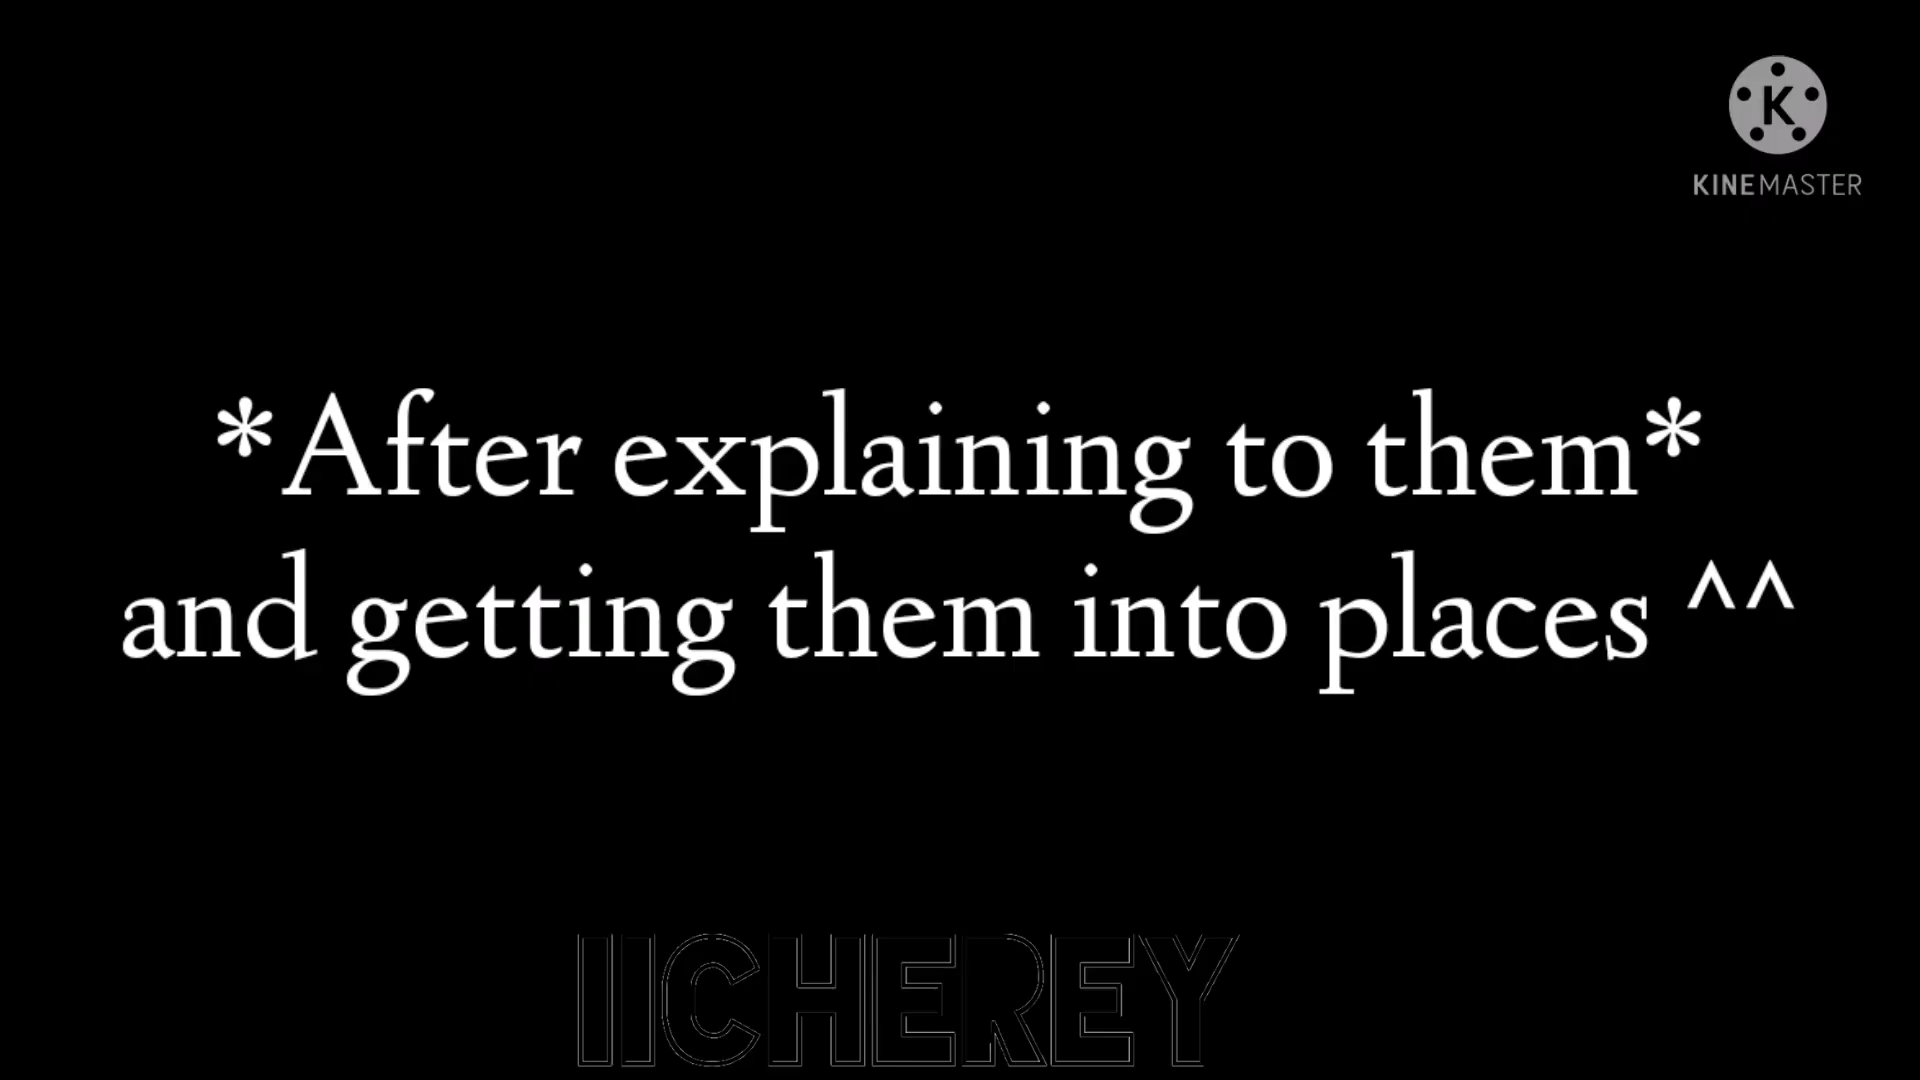 K
KINEMASTER
*After explaining to them*
and getting them into places ^^
IICHEREY